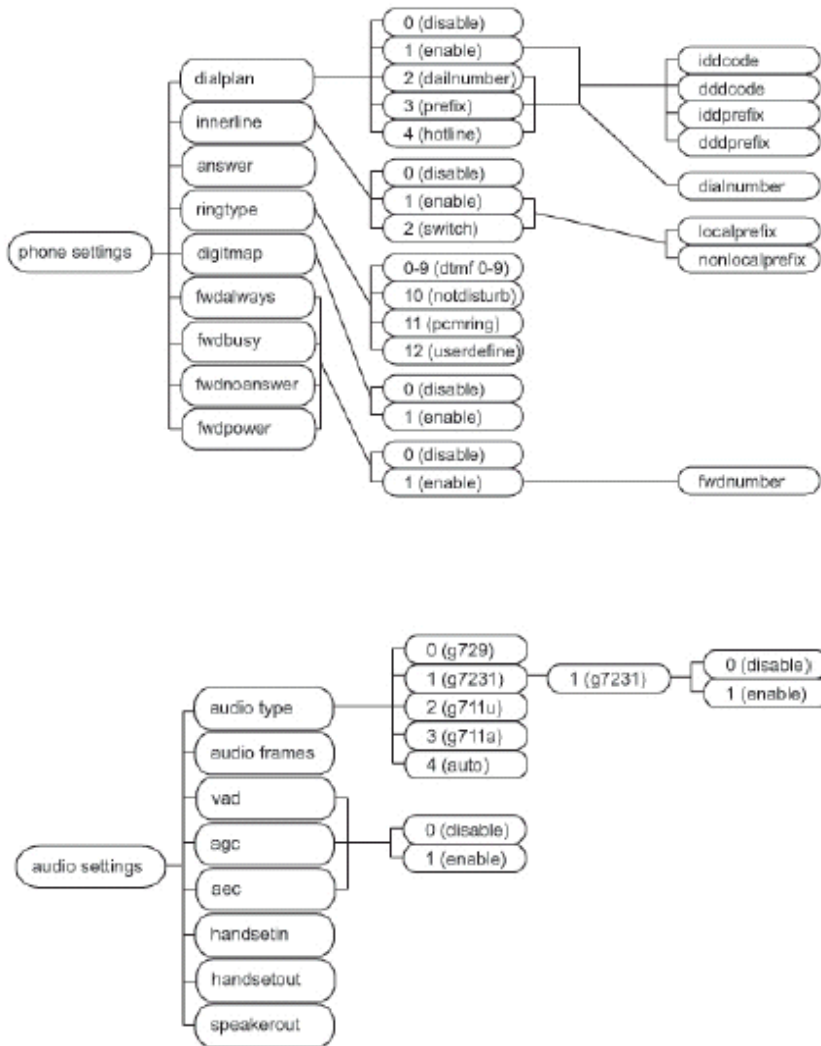 phone settings
dialplan
innerline
answer
ringtype
digitmap
fwdalways
fwdbusy
fwdnoanswer
fwdpower
0 (disable)
1 (enable)
2 (dailnumber)
3 (prefix)
4 (hotline)
0 (disable)
1 (enable)
2 (switch)
0-9 (dtmf 0-9)
10 (notdisturb)
11 (pcmring)
12 (userdefine)
0 (disable)
1 (enable)
0 (disable)
1 (enable)
iddcode
dddcode
iddprefix
dddprefix
dialnumber
localprefix
nonlocalprefix
fwdnumber
audio settings
audio type
audio frames
vad
agc
aec
handsetin
handsetout
speakerout
0 (g729)
1 (g7231)
2 (g711u)
3 (g711a)
4 (auto)
1 (g7231)
0 (disable)
1 (enable)
0 (disable)
1 (enable)